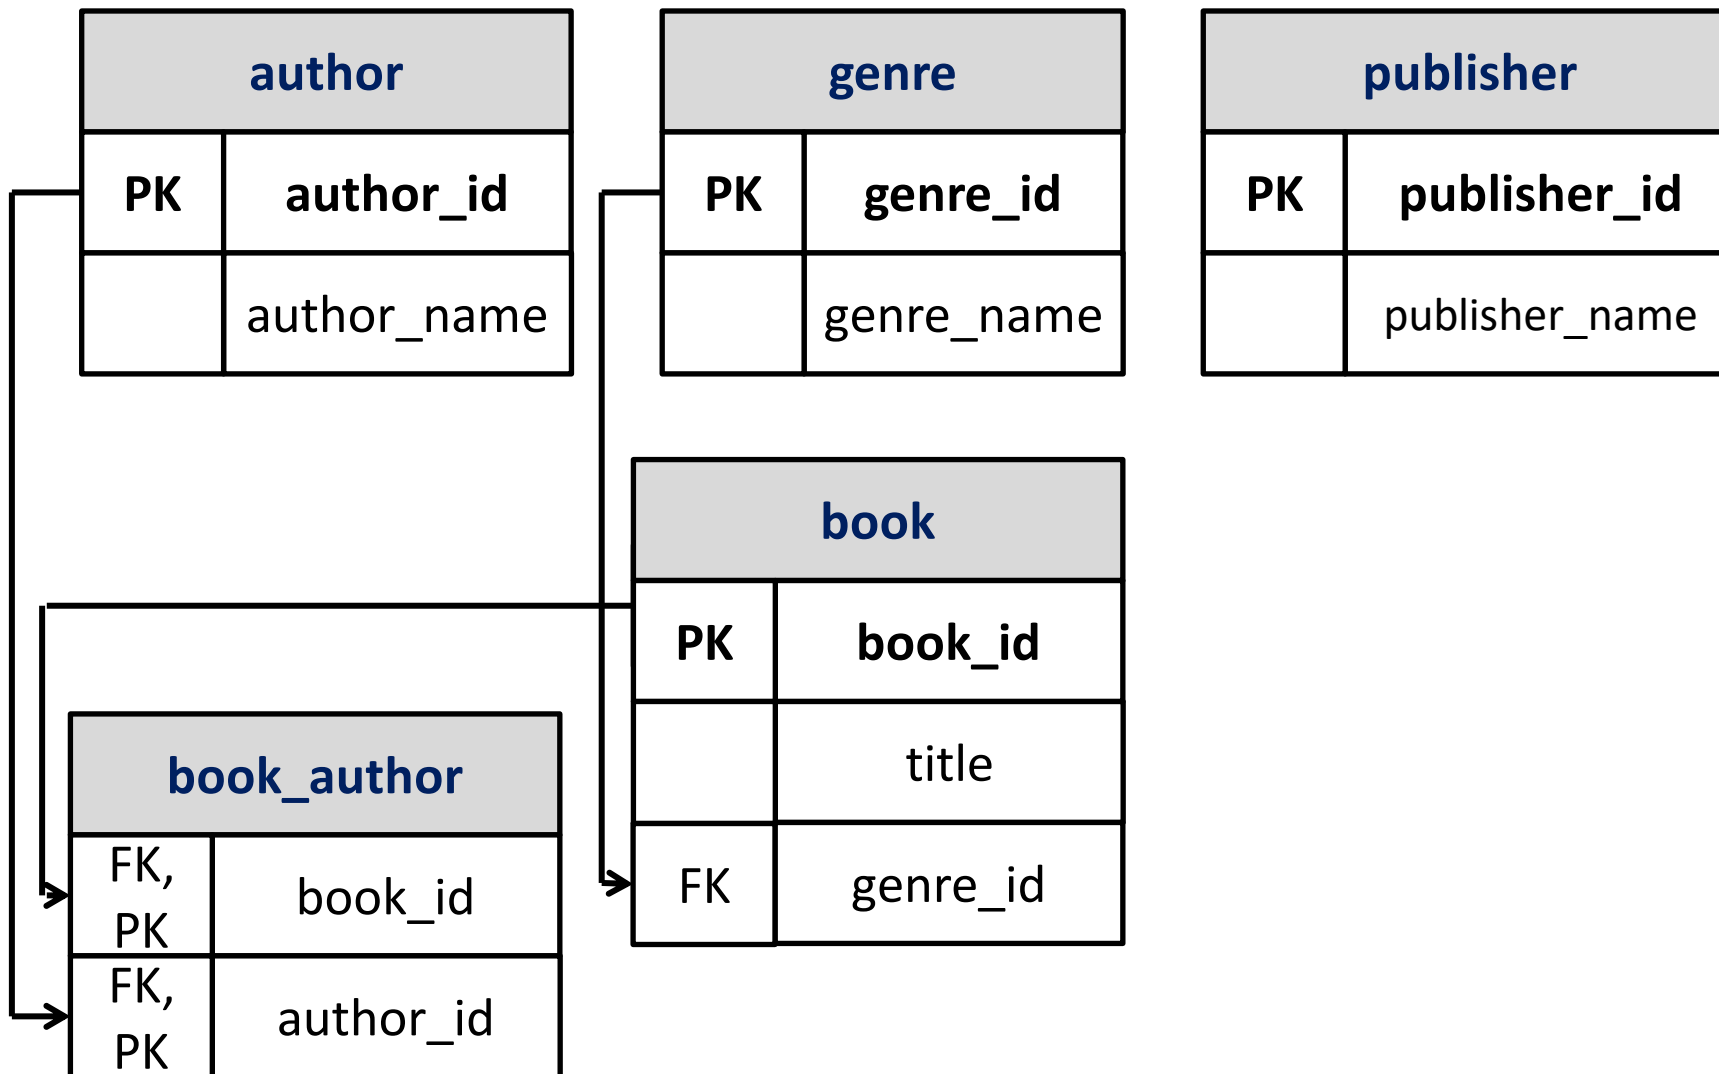 author
PK author_id
author_name
genre
PK genre_id
genre_name
publisher
PK publisher_id
publisher_name
book
PK book_id
title
FK genre_id
book_author
FK,
PK
book_id
FK,
PK
author_id